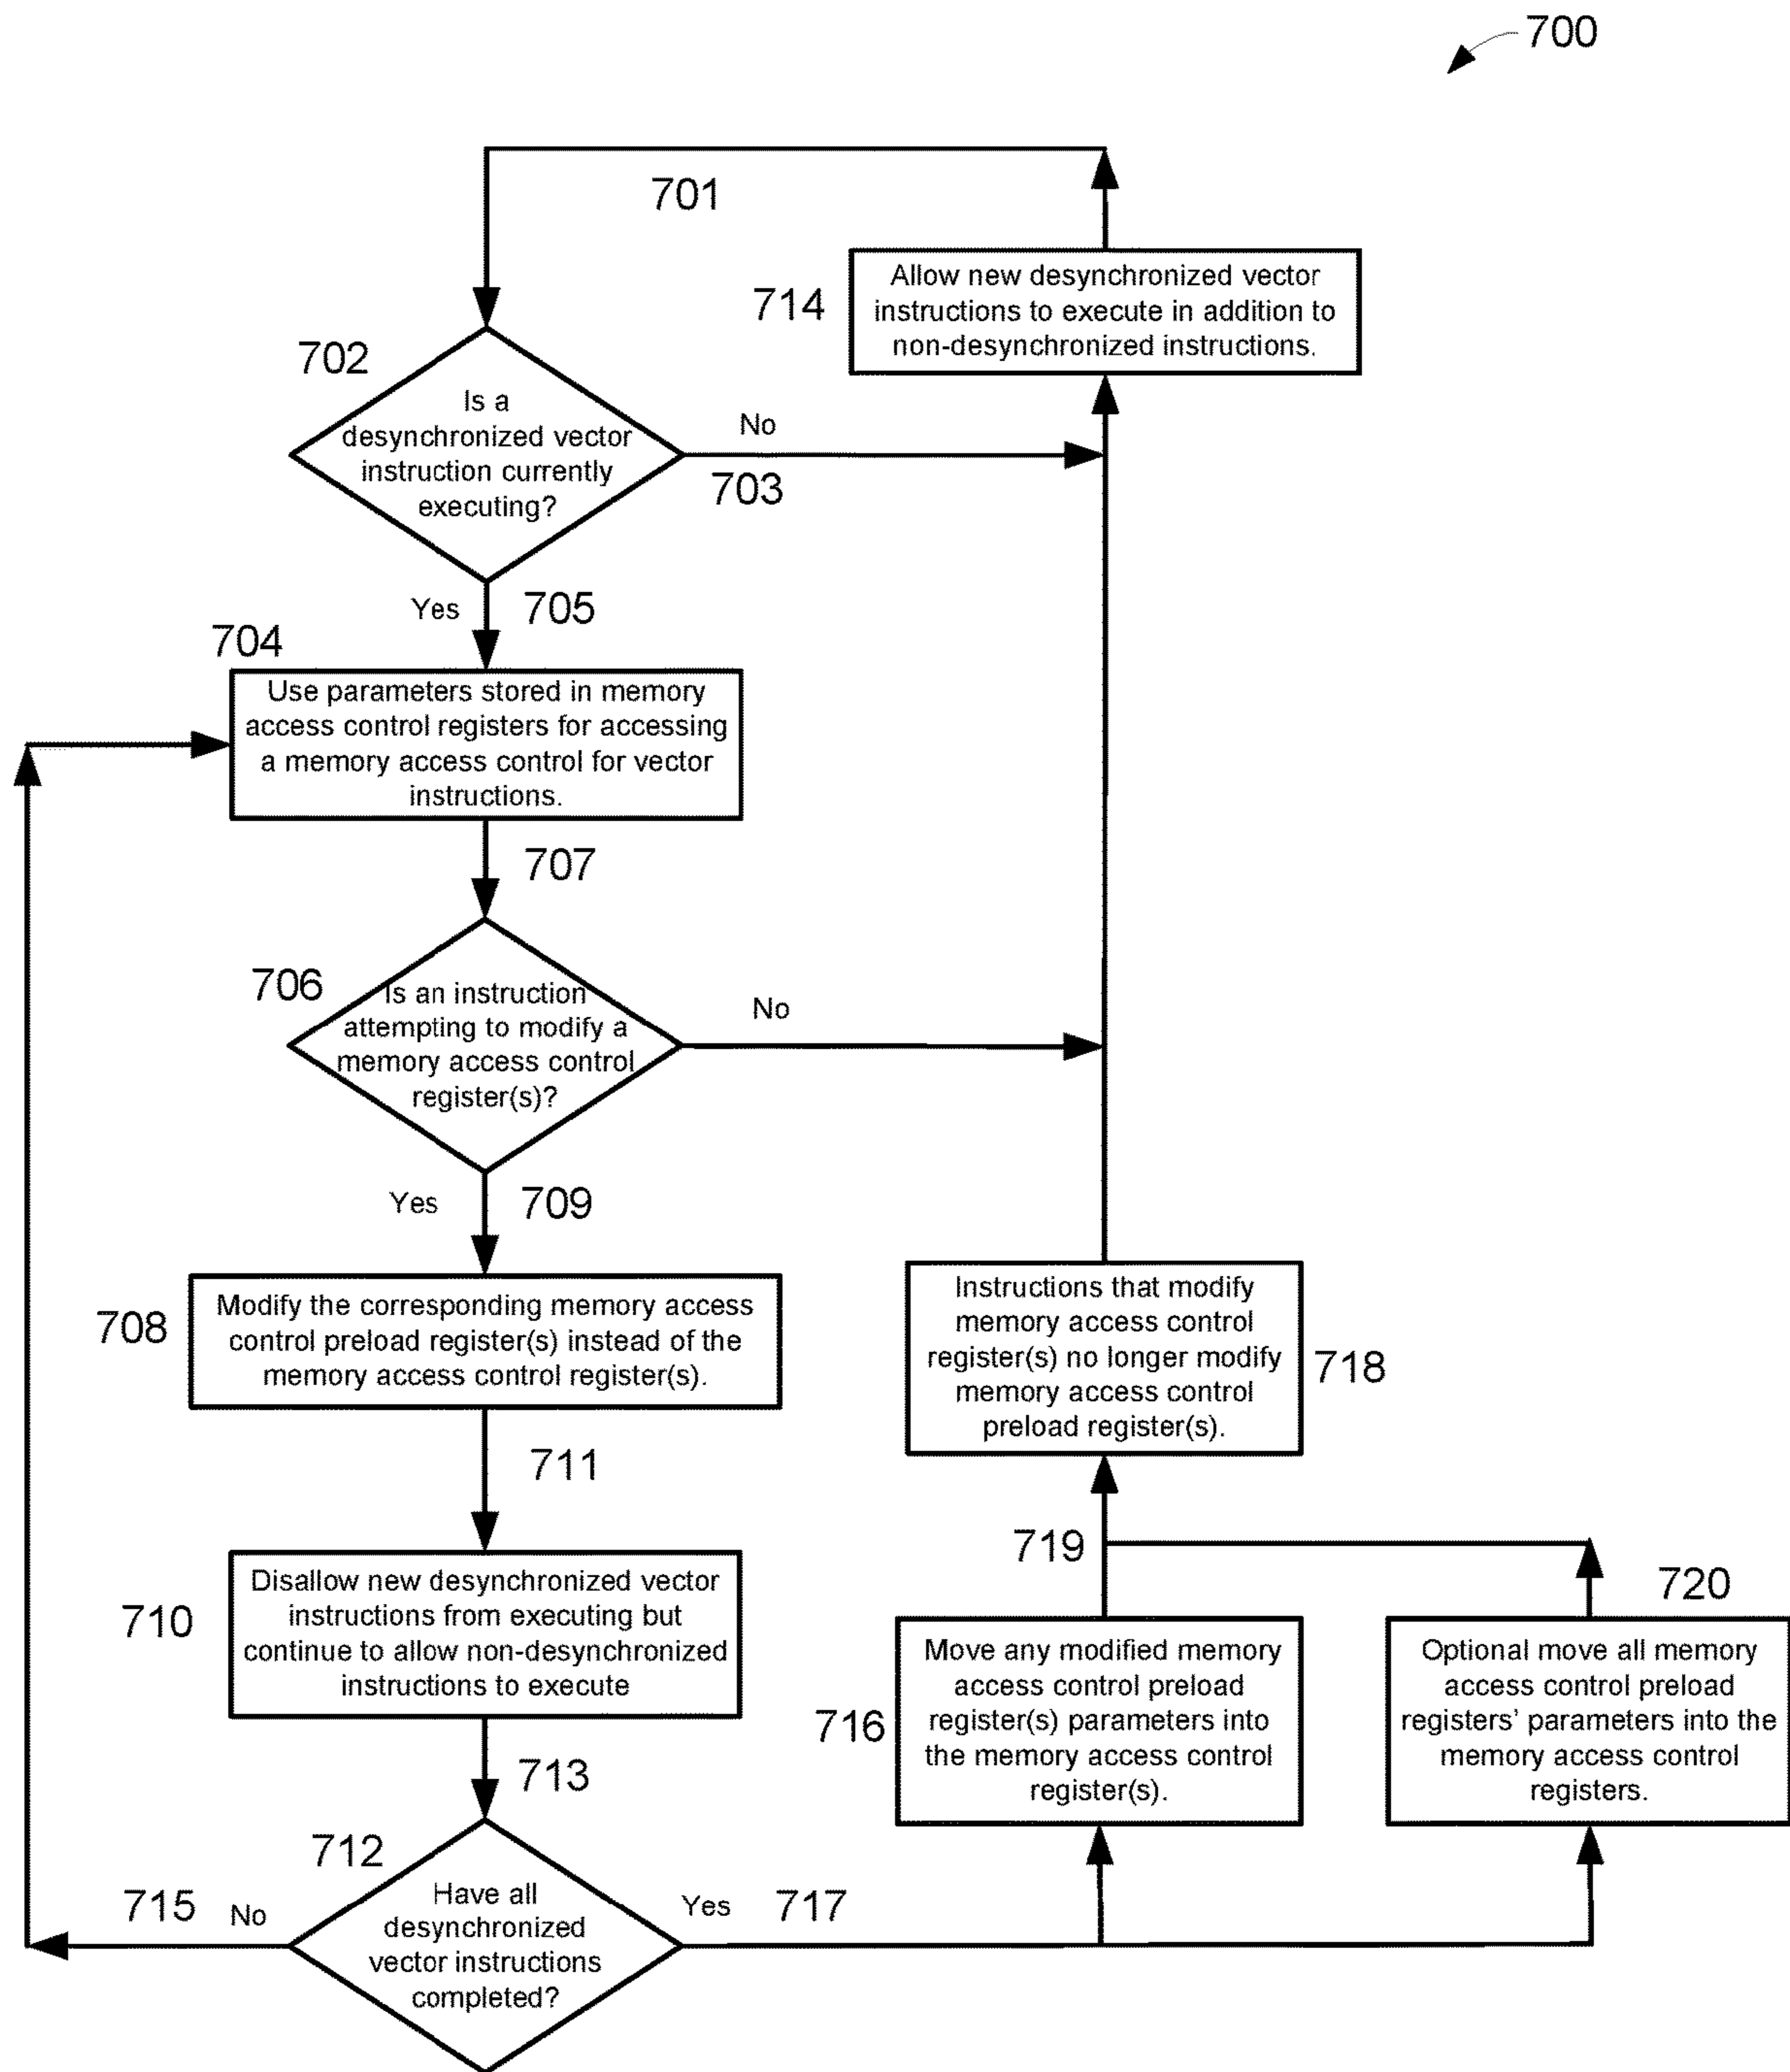 700
701
714
Allow new desynchronized vector
instructions to execute in addition to
non-desynchronized instructions.
702
Is a
desynchronized vector
instruction currently
executing?
No
703
Yes
705
704
Use parameters stored in memory
access control registers for accessing
a memory access control for vector
instructions.
707
706
Is an instruction
attempting to modify a
memory access control
register(s)?
No
Yes
709
708
Modify the corresponding memory access
control preload register(s) instead of the
memory access control register(s).
Instructions that modify
memory access control
register(s) no longer modify
memory access control
preload register(s).
718
711
710
Disallow new desynchronized vector
instructions from executing but
continue to allow non-desynchronized
instructions to execute
719
720
716
Move any modified memory
access control preload
register(s) parameters into
the memory access control
register(s).
Optional move all memory
access control preload
registers’ parameters into the
memory access control
registers.
713
712
Have all
desynchronized
vector instructions
completed?
715
No
Yes
717